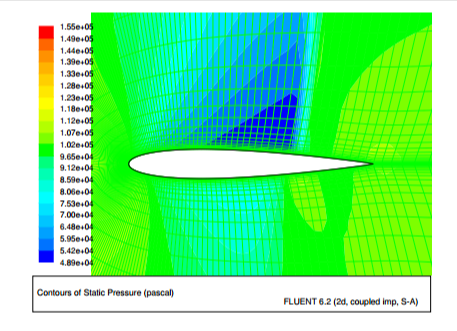 1.55e+05
1.49e+05
1.44e+05
1.39e+05
1.33e+05
1.28e+05
1.23e+05
1.18e+05
1.12e+05
1.07e+05
1.02e+05
9.65e+04
9.12e+04
8.59e+04
8.06e+04
7.53e+04
7.00e+04
6.48e+04
5.95e+04
5.42e+04
4.89e+04
Contours of Static Pressure (pascal)
FLUENT 6.2 (2d, coupled imp, S-A)